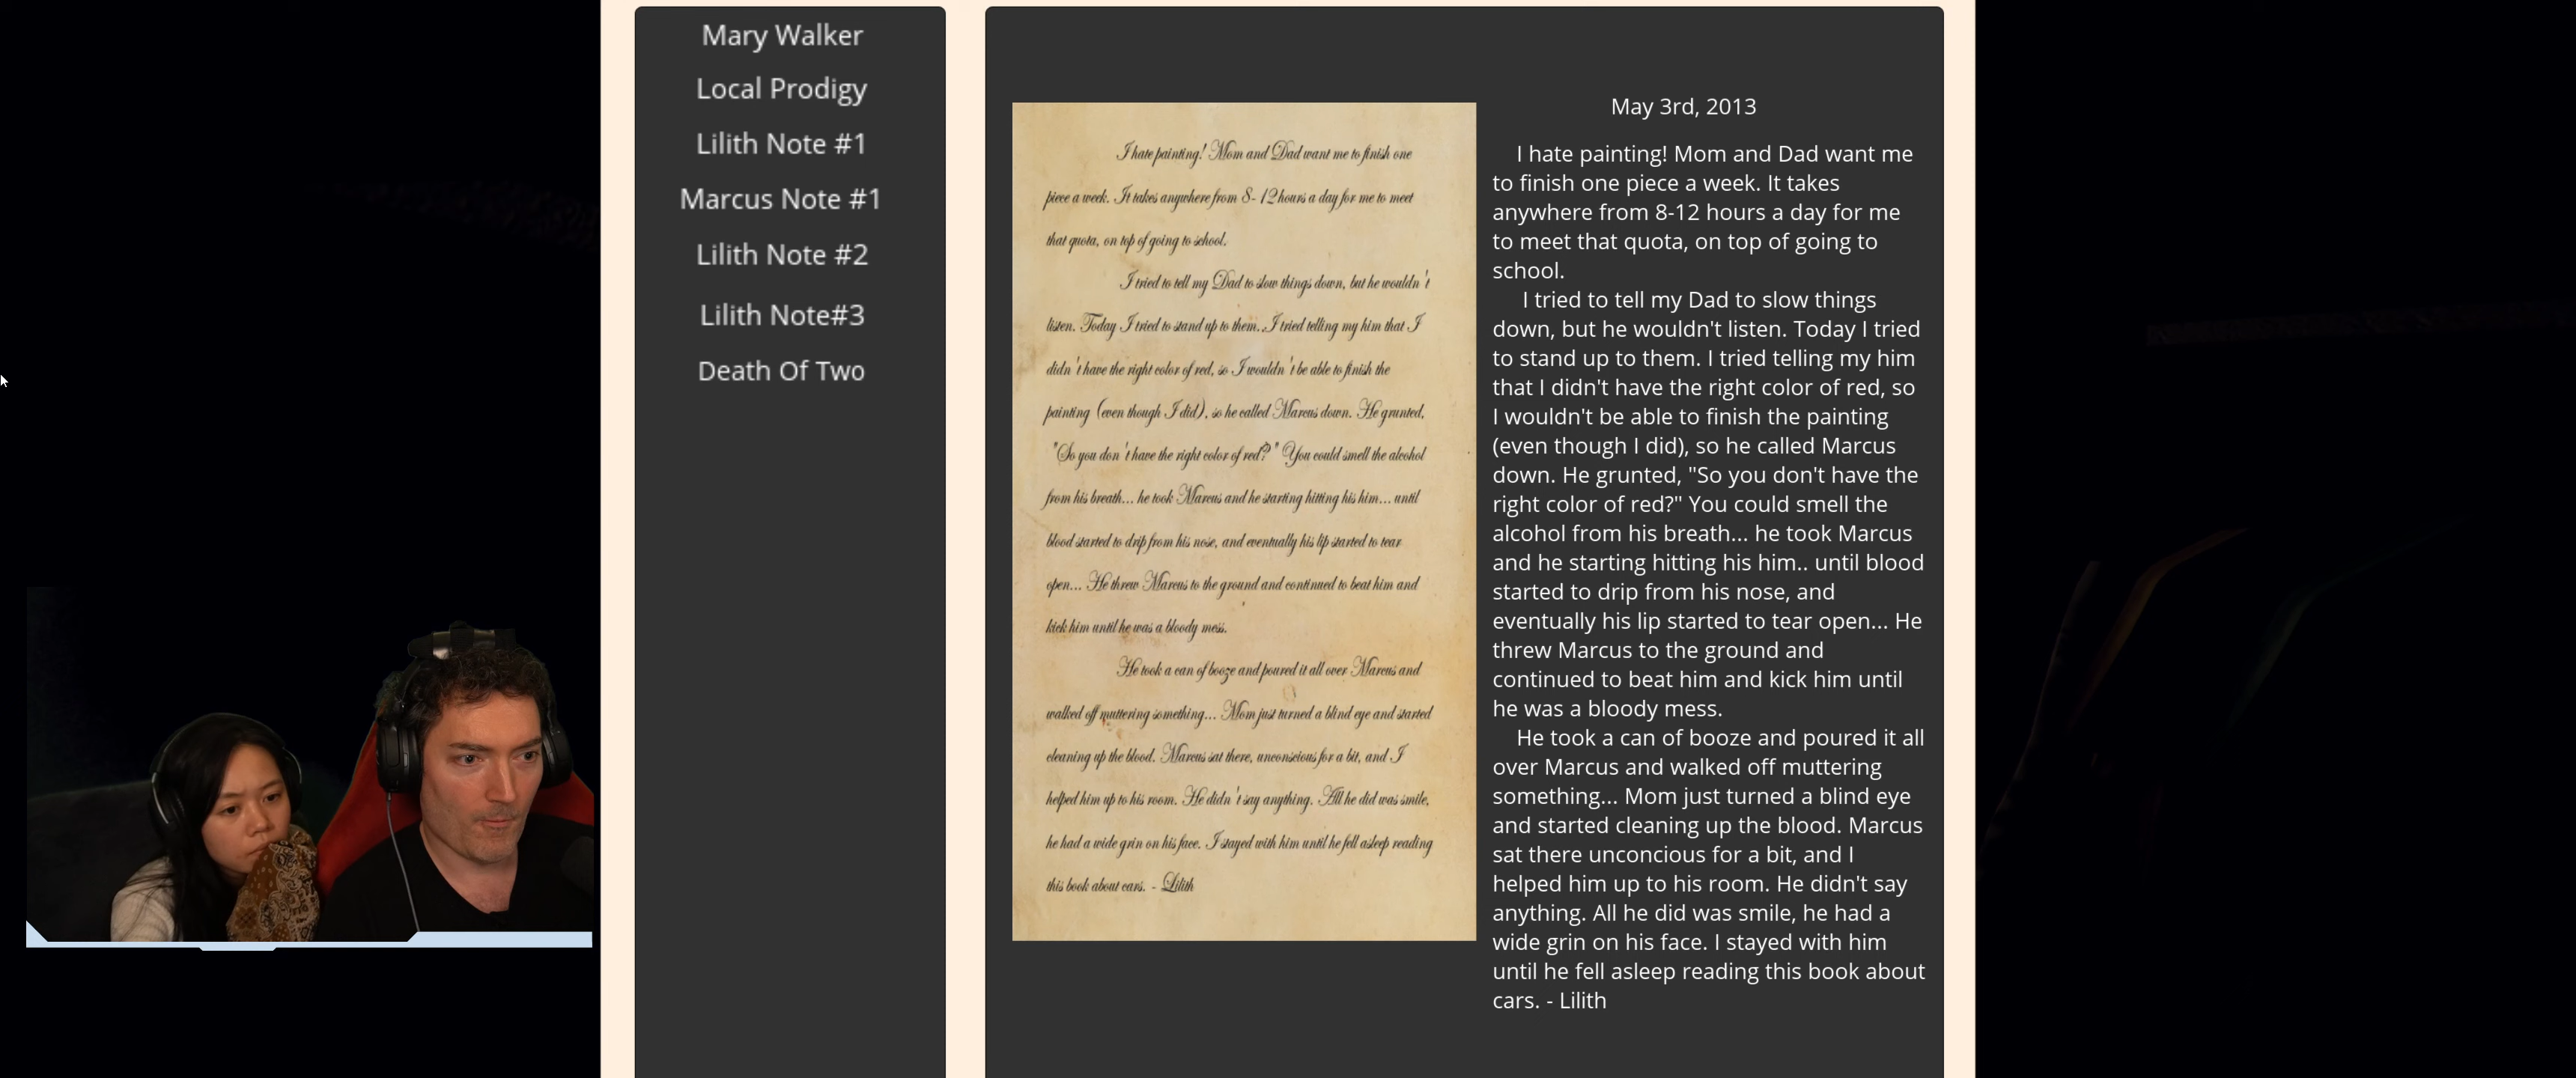 Mary Walker
Local Prodigy
Lilith Note #1
Marcus Note #1
Lilith Note #2
Lilith Note#3
Death Of Two
I hate painting! Mom and Dad want me to finish one
piece a week. It takes anywhere from 8-12 hours a day for me to meet
that quota, on top of going to school.
I tried to tell my Dad to slow things down, but he wouldn't
listen. Today I tried to stand up to them...I tried telling my him that I
didn't have the right color of red, so I wouldn't be able to finish the
painting (even though I did), so he called Marcus down. He grunted,
"So you don't have the right color of red?" You could smell the alcohol
from his breath... he took Marcus and he starting hitting his him... until
blood started to drip from his nose, and eventually his lip started to tear
open... He threw Marcus to the ground and continued to beat him and
kick him until he was a bloody mess.
He took a can of booze and poured it all over Marcus and
walked off muttering something... Mom just turned a blind eye and started
cleaning up the blood. Marcus sat there, unconscious for a bit, and I
helped him up to his room. He didn't say anything. All he did was smile,
he had a wide grin on his face. I stayed with him until he fell asleep reading
this book about cars. - Lilith
May 3rd, 2013
I hate painting! Mom and Dad want me
to finish one piece a week. It takes
anywhere from 8-12 hours a day for me
to meet that quota, on top of going to
school.
I tried to tell my Dad to slow things
down, but he wouldn't listen. Today I tried
to stand up to them. I tried telling my him
that I didn't have the right color of red, so
I wouldn't be able to finish the painting
(even though I did), so he called Marcus
down. He grunted, "So you don't have the
right color of red?" You could smell the
alcohol from his breath... he took Marcus
and he starting hitting his him.. until blood
started to drip from his nose, and
eventually his lip started to tear open... He
threw Marcus to the ground and
continued to beat him and kick him until
he was a bloody mess.
He took a can of booze and poured it all
over Marcus and walked off muttering
something... Mom just turned a blind eye
and started cleaning up the blood. Marcus
sat there unconcious for a bit, and I
helped him up to his room. He didn't say
anything. All he did was smile, he had a
wide grin on his face. I stayed with him
until he fell asleep reading this book about
cars. - Lilith